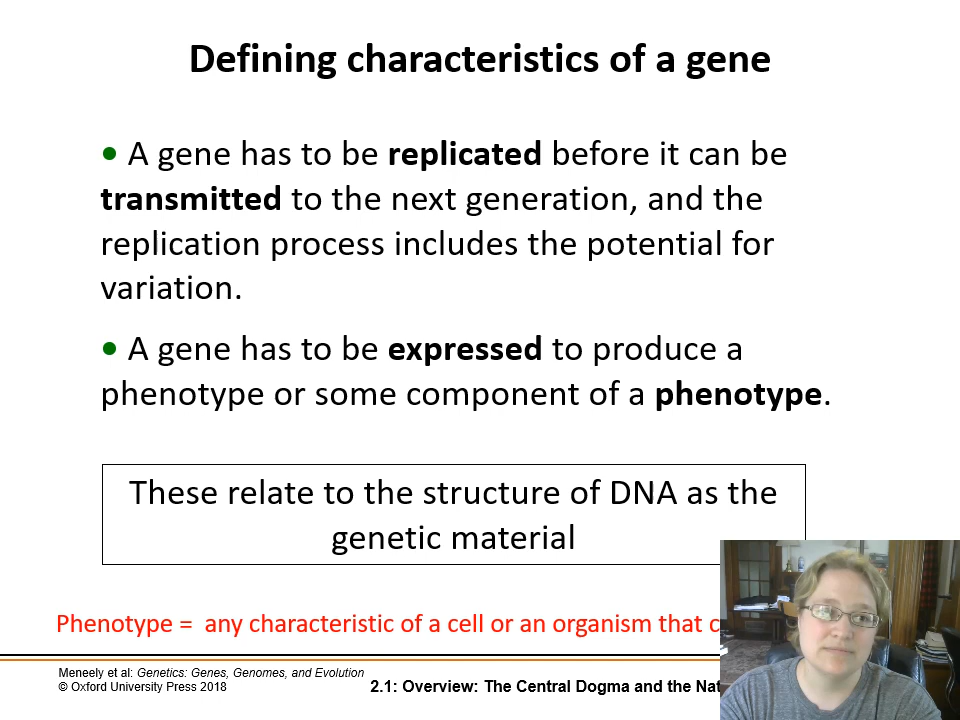 Defining characteristics of a gene
• A gene has to be replicated before it can be
transmitted to the next generation, and the
replication process includes the potential for
variation.
• A gene has to be expressed to produce a
phenotype or some component of a phenotype.
These relate to the structure of DNA as the
genetic material
Phenotype = any characteristic of a cell or an organism that
Meneely et al: Genetics: Genes, Genomes, and Evolution
© Oxford University Press 2018
2.1: Overview: The Central Dogma and the